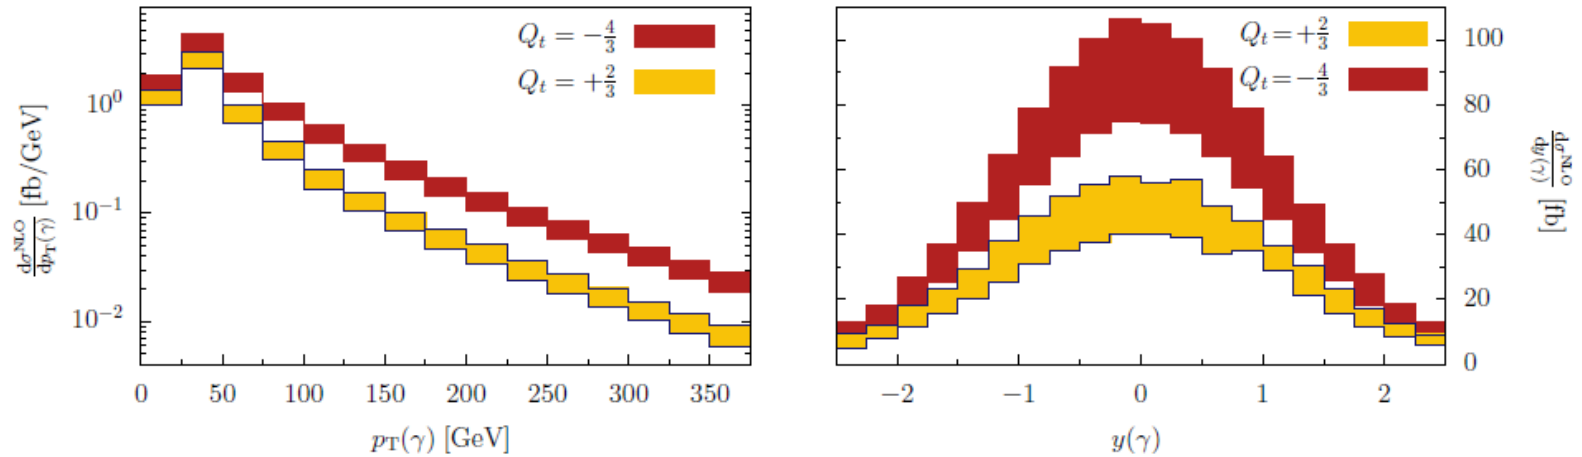 dσ^NLO/dp_T(γ) [fb/GeV]
10^0
10^−1
10^−2
Q_t = −4/3
Q_t = +2/3
0 50 100 150 200 250 300 350
p_T(γ) [GeV]
Q_t = +2/3
Q_t = −4/3
100
80
60
40
20
0
dσ^NLO/dy(γ) [fb]
−2 −1 0 1 2
y(γ)